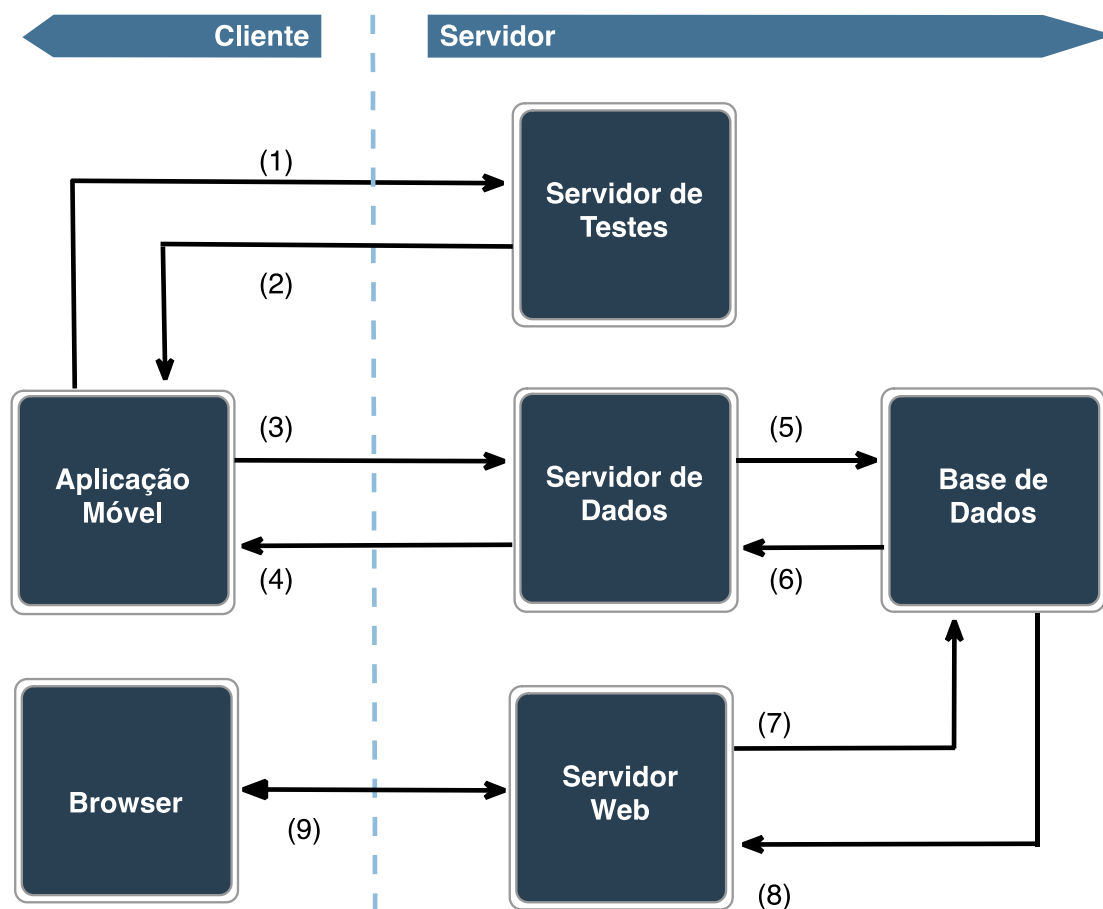 Cliente
Servidor
(1)
Servidor de
Testes
(2)
(3)
(5)
Aplicação
Móvel
Servidor de
Dados
Base de
Dados
(4)
(6)
(7)
Browser
Servidor
Web
(9)
(8)